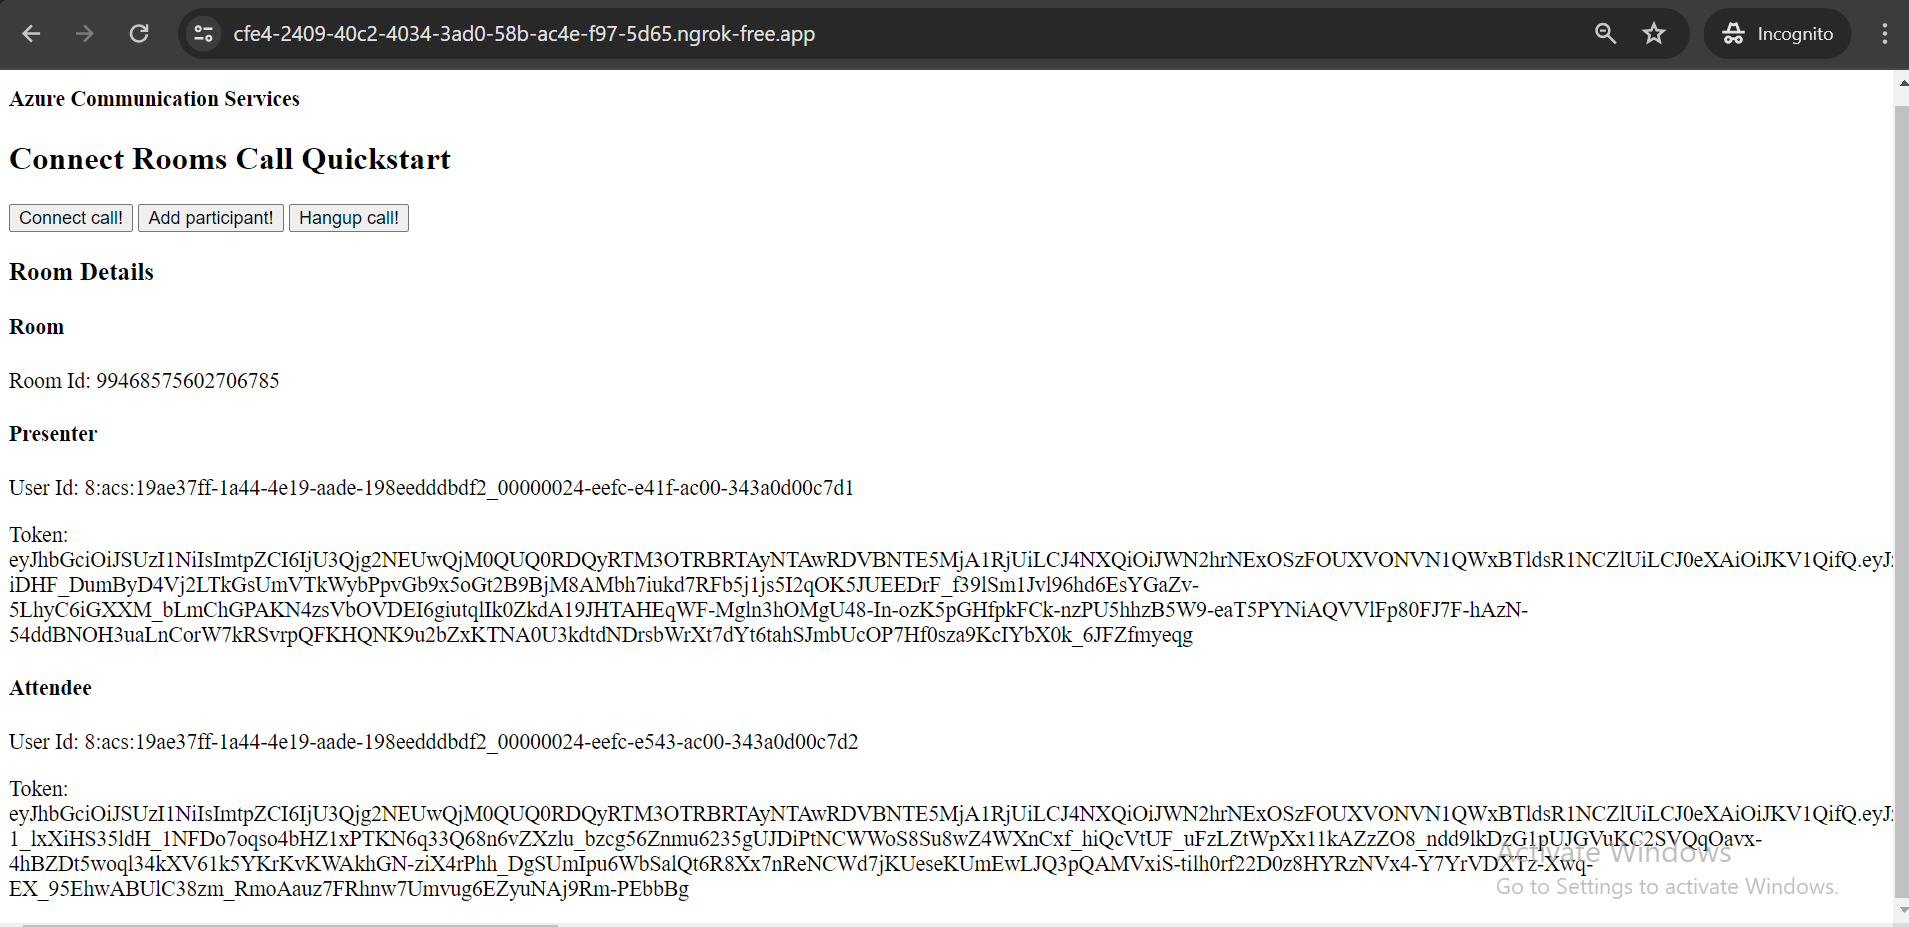 cfe4-2409-40c2-4034-3ad0-58b-ac4e-f97-5d65.ngrok-free.app
Incognito
Azure Communication Services
Connect Rooms Call Quickstart
Connect call! Add participant! Hangup call!
Room Details
Room
Room Id: 99468575602706785
Presenter
User Id: 8:acs:19ae37ff-1a44-4e19-aade-198eedddbdf2_00000024-eefc-e41f-ac00-343a0d00c7d1
Token:
eyJhbGciOiJSUzI1NiIsImtpZCI6IjU3Qjg2NEUwQjM0QUQ0RDQyRTM3OTRBRTAyNTAwRDVBNTE5MjA1RjUiLCJ4NXQiOiJWN2hrNExOSzFOUXVONVN1QWxBTldsR1NCZlUiLCJ0eXAiOiJKV1QifQ.eyJ
iDHF_DumByD4Vj2LTkGsUmVTkWybPpvGb9x5oGt2B9BjM8AMbh7iukd7RFb5j1js5I2qOK5JUEEDrF_f39lSm1Jvl96hd6EsYGaZv-
5LhyC6iGXXM_bLmChGPAKN4zsVbOVDEI6giutqlIk0ZkdA19JHTAHEqWF-Mgln3hOMgU48-In-ozK5pGHfpkFCk-nzPU5hhzB5W9-eaT5PYNiAQVVlFp80FJ7F-hAzN-
54ddBNOH3uaLnCorW7kRSvrpQFKHQNK9u2bZxKTNA0U3kdtdNDrsbWrXt7dYt6tahSJmbUcOP7Hf0sza9KcIYbX0k_6JFZfmyeqg
Attendee
User Id: 8:acs:19ae37ff-1a44-4e19-aade-198eedddbdf2_00000024-eefc-e543-ac00-343a0d00c7d2
Token:
eyJhbGciOiJSUzI1NiIsImtpZCI6IjU3Qjg2NEUwQjM0QUQ0RDQyRTM3OTRBRTAyNTAwRDVBNTE5MjA1RjUiLCJ4NXQiOiJWN2hrNExOSzFOUXVONVN1QWxBTldsR1NCZlUiLCJ0eXAiOiJKV1QifQ.eyJ
1_lxXiHS35ldH_1NFDo7oqso4bHZ1xPTKN6q33Q68n6vZXzlu_bzcg56Znmu6235gUJDiPtNCWWoS8Su8wZ4WXnCxf_hiQcVtUF_uFzLZtWpXx11kAZzZO8_ndd9lkDzG1pUJGVuKC2SVQqOavx-
4hBZDt5woql34kXV61k5YKrKvKWAkhGN-ziX4rPhh_DgSUmIpu6WbSalQt6R8Xx7nReNCWd7jKUeseKUmEwLJQ3pQAMVxiS-tilh0rf22D0z8HYRzNVx4-Y7YrVDXTz-Xwq-
EX_95EhwABUlC38zm_RmoAauz7FRhnw7Umvug6EZyuNAj9Rm-PEbbBg
Activate Windows
Go to Settings to activate Windows.